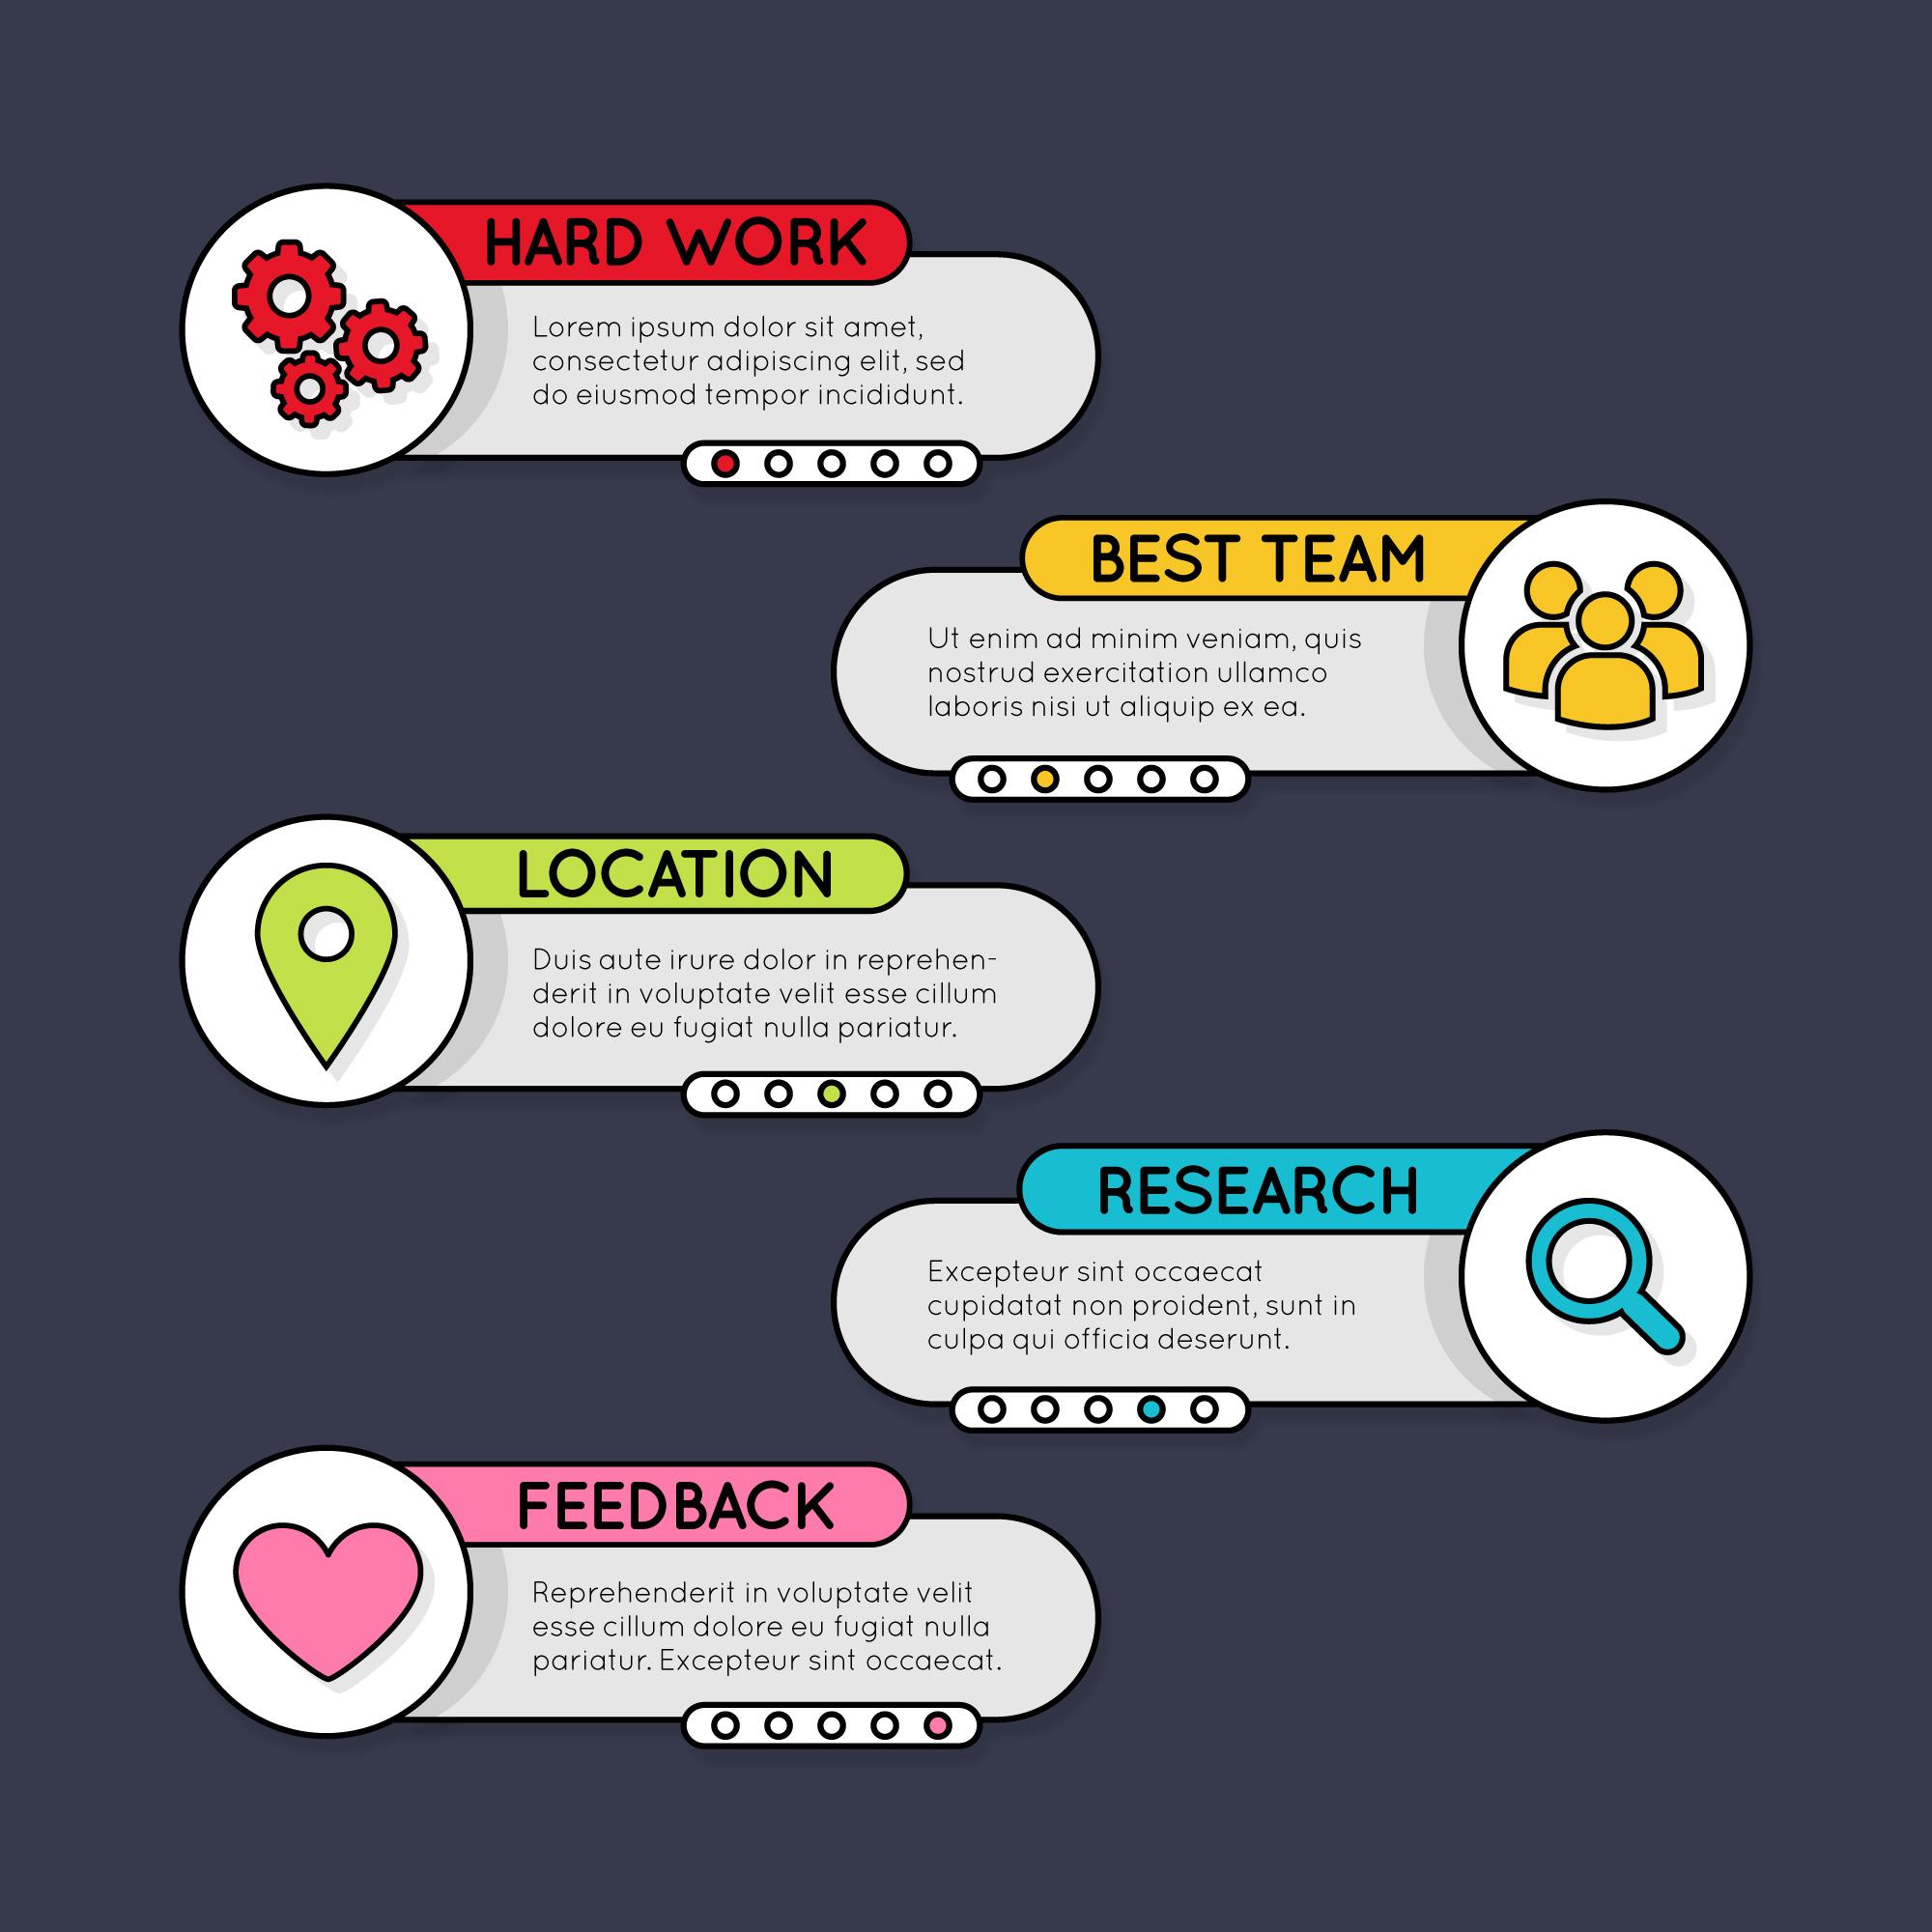 HARD WORK
Lorem ipsum dolor sit amet,
consectetur adipiscing elit, sed
do eiusmod tempor incididunt.
BEST TEAM
Ut enim ad minim veniam, quis
nostrud exercitation ullamco
laboris nisi ut aliquip ex ea.
LOCATION
Duis aute irure dolor in reprehen-
derit in voluptate velit esse cillum
dolore eu fugiat nulla pariatur.
RESEARCH
Excepteur sint occaecat
cupidatat non proident, sunt in
culpa qui officia deserunt.
FEEDBACK
Reprehenderit in voluptate velit
esse cillum dolore eu fugiat nulla
pariatur. Excepteur sint occaecat.